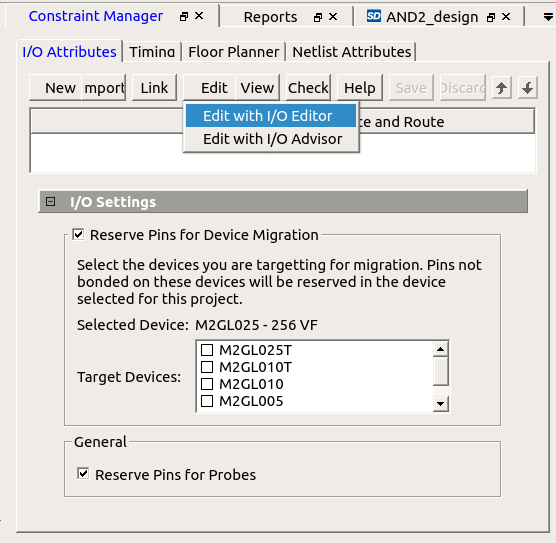 Constraint Manager Reports AND2_design
I/O Attributes Timing Floor Planner Netlist Attributes
New mport Link Edit View Check Help Save Discard
Edit with I/O Editor
ce and Route
Edit with I/O Advisor
I/O Settings
Reserve Pins for Device Migration
Select the devices you are targetting for migration. Pins not
bonded on these devices will be reserved in the device
selected for this project.
Selected Device: M2GL025 - 256 VF
M2GL025T
M2GL010T
Target Devices:
M2GL010
M2GL005
General
Reserve Pins for Probes